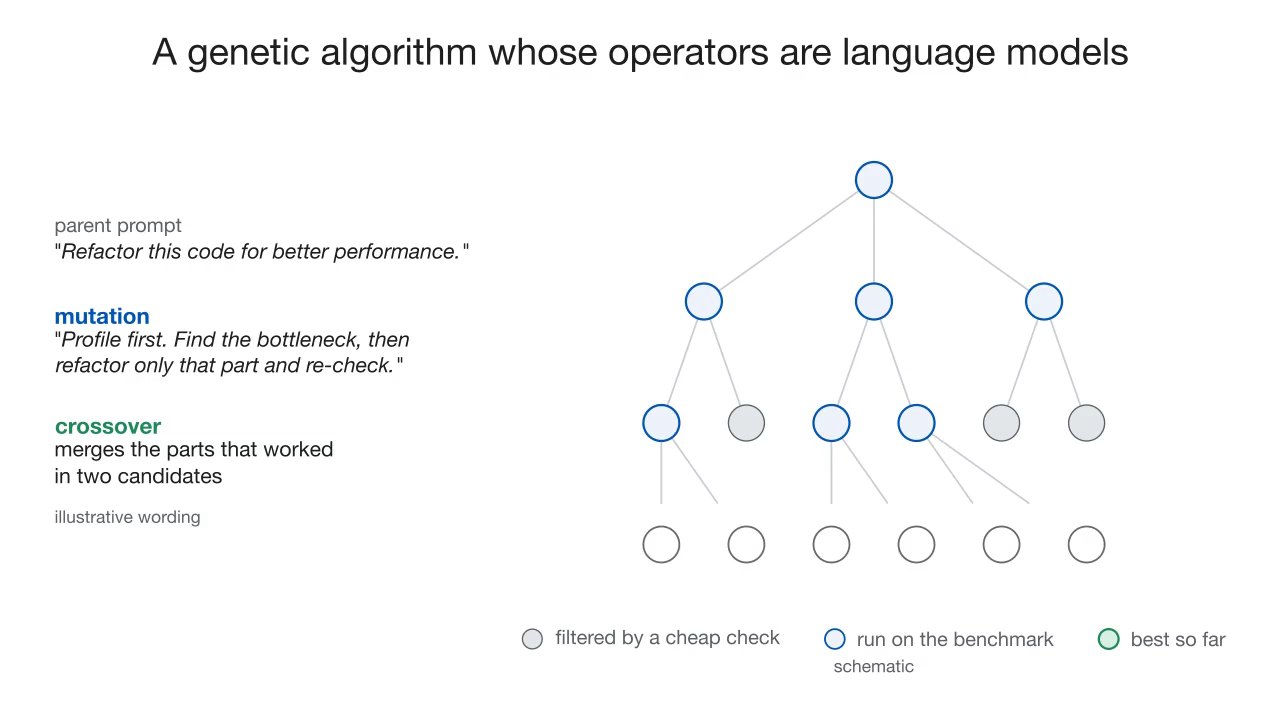 A genetic algorithm whose operators are language models
parent prompt
"Refactor this code for better performance."
mutation
"Profile first. Find the bottleneck, then
refactor only that part and re-check."
crossover
merges the parts that worked
in two candidates
illustrative wording
filtered by a cheap check
run on the benchmark
best so far
schematic